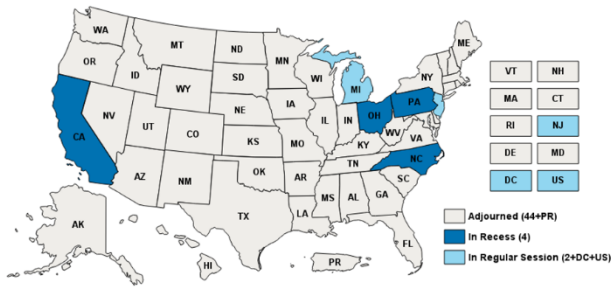 WA
MT
ND
MN
ME
OR
ID
SD
WI
MI
NY
WY
VT
NH
NV
NE
IA
PA
MA
CT
CA
UT
CO
IL
IN
OH
RI
NJ
KS
MO
KY
WV
VA
DE
MD
AZ
NM
OK
AR
TN
NC
DC
US
SC
MS
AL
GA
TX
LA
AK
FL
HI
PR
Adjourned (44+PR)
In Recess (4)
In Regular Session (2+DC+US)